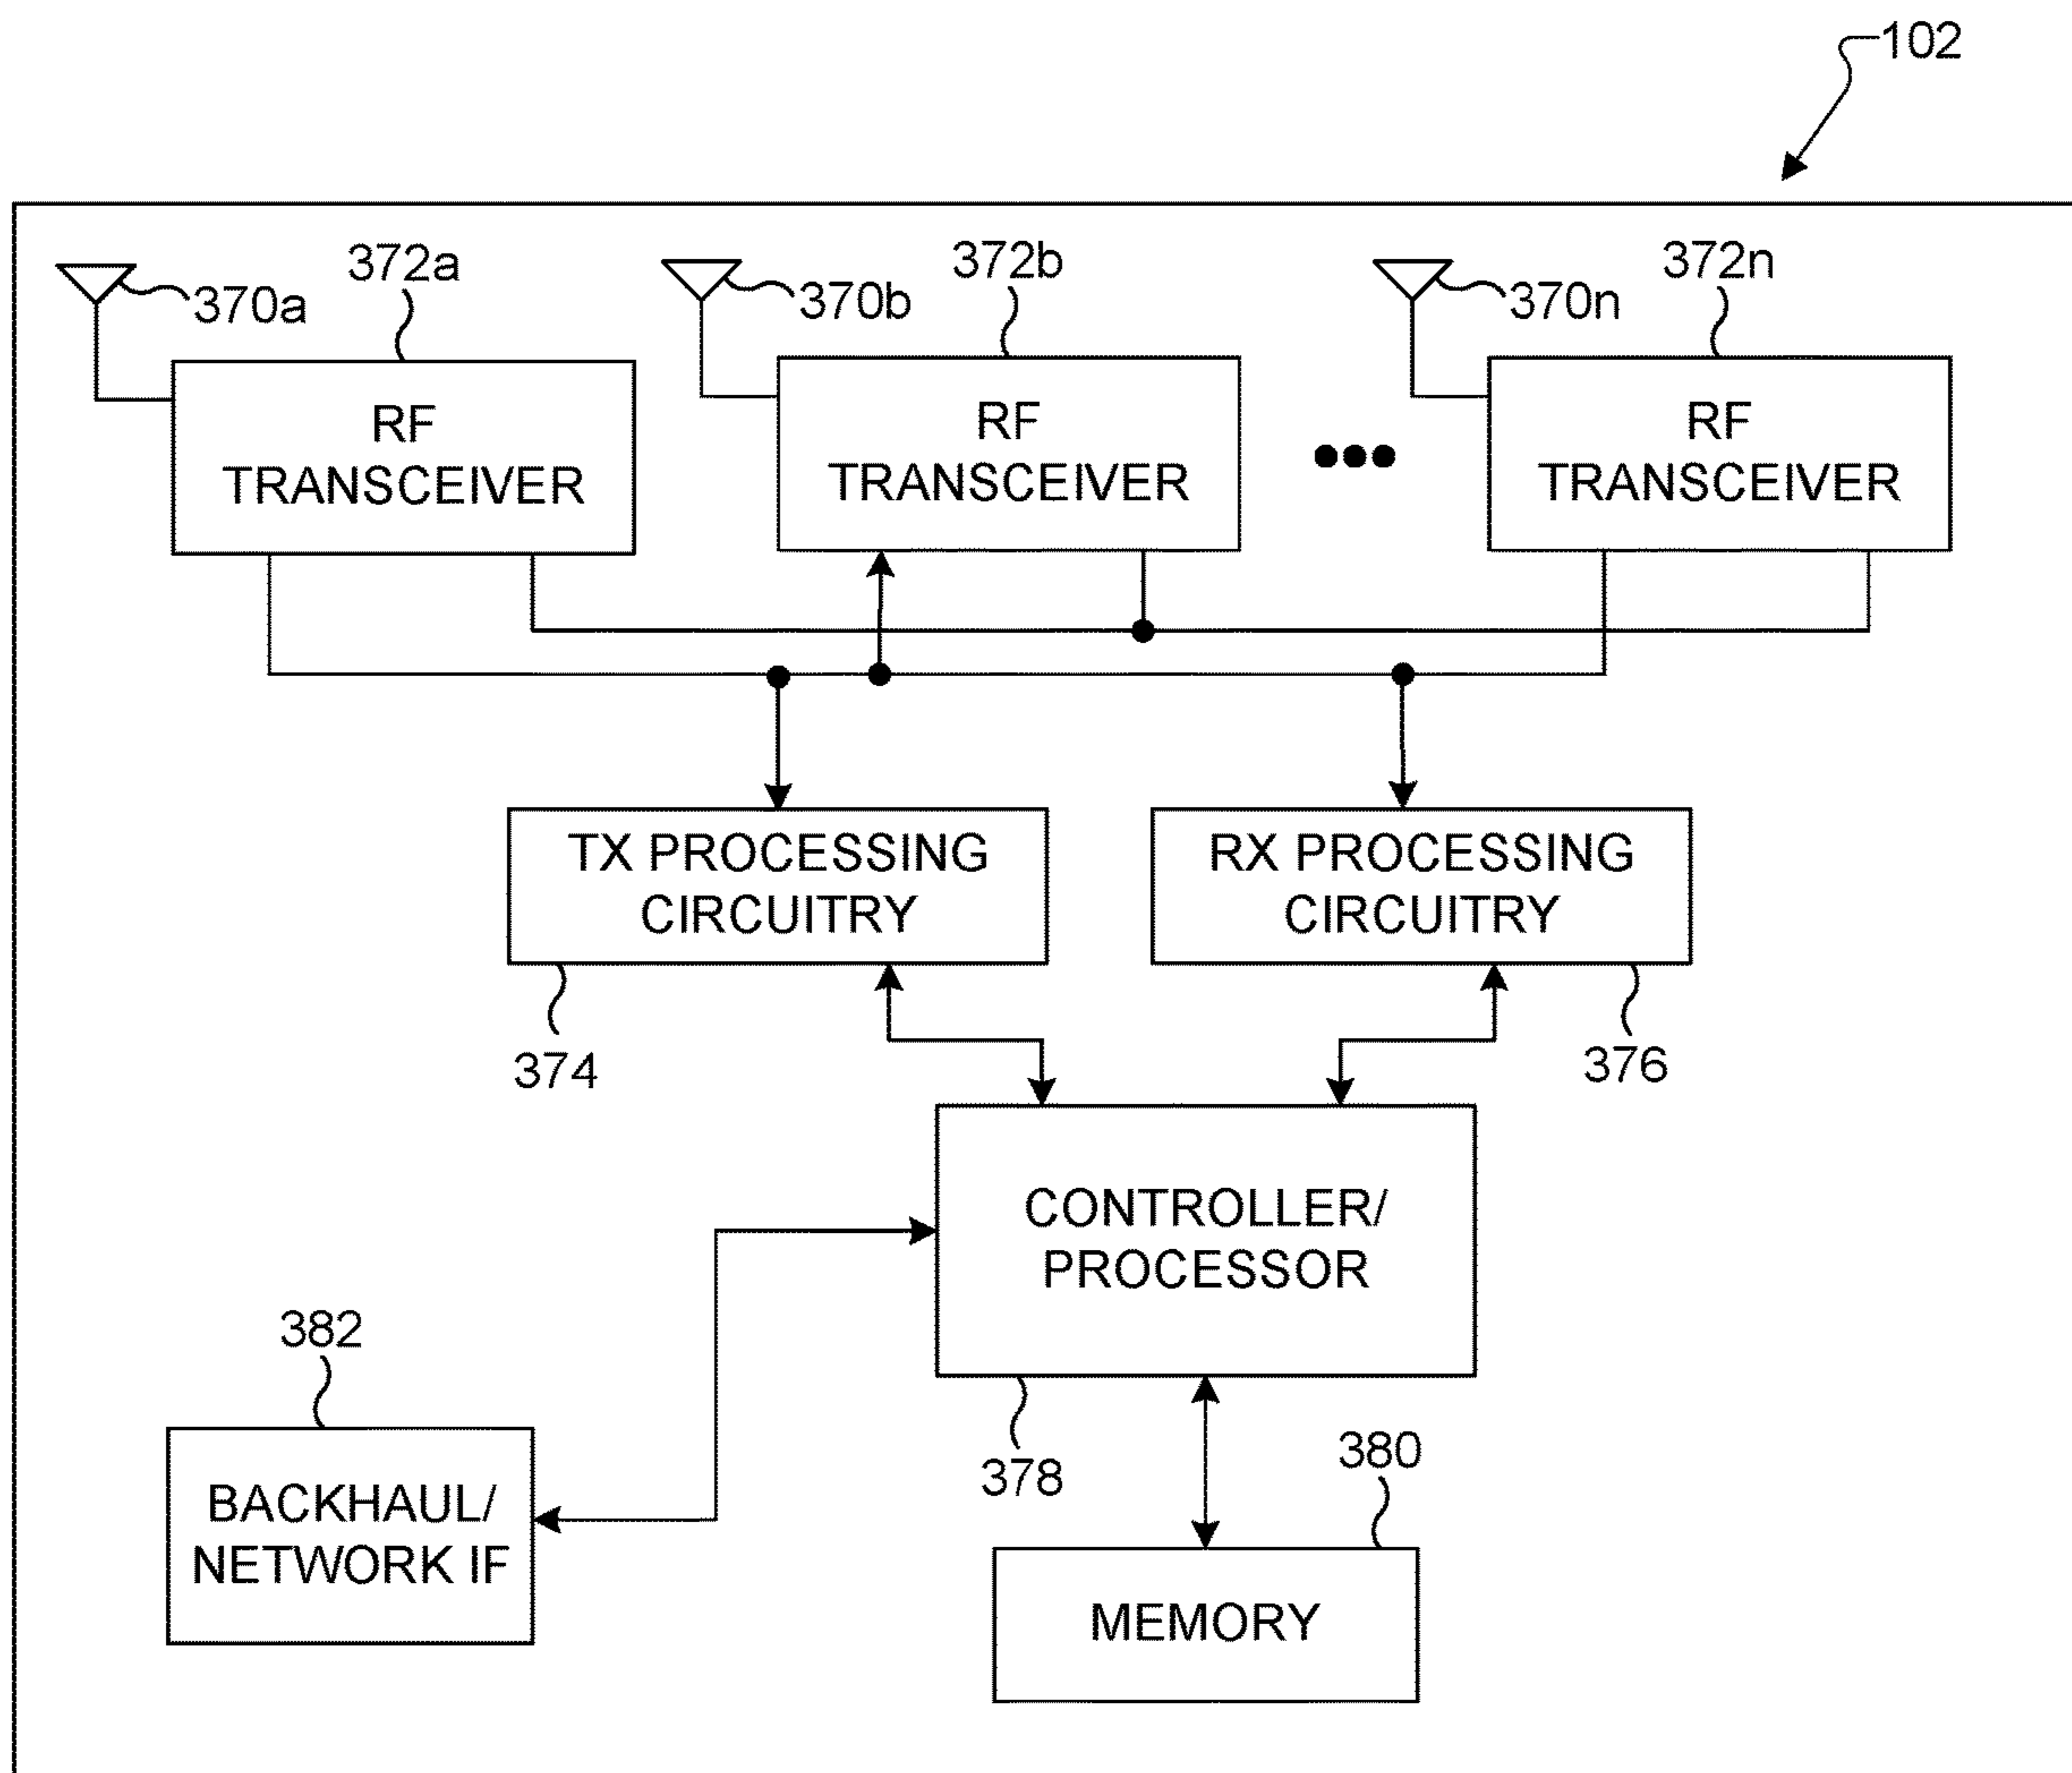 102
372a
372b
372n
370a
370b
370n
RF
TRANSCEIVER
RF
TRANSCEIVER
RF
TRANSCEIVER
TX PROCESSING
CIRCUITRY
RX PROCESSING
CIRCUITRY
374
376
CONTROLLER/
PROCESSOR
382
378
380
BACKHAUL/
NETWORK IF
MEMORY